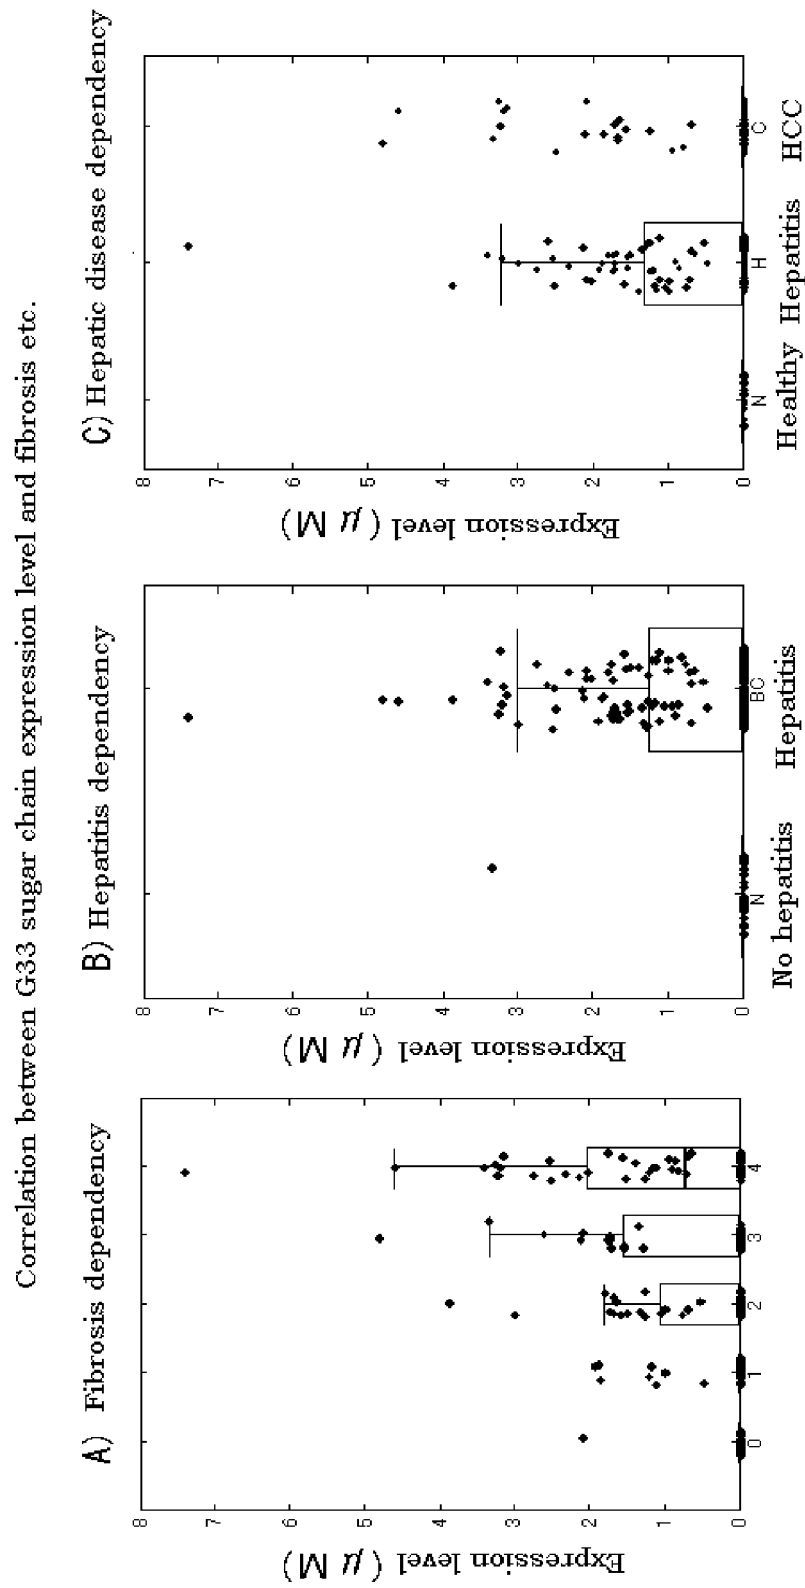 Correlation between G33 sugar chain expression level and fibrosis etc.
A) Fibrosis dependency
Expression level ( μ M)
8
7
6
5
4
3
2
1
0
0 1 2 3 4
B) Hepatitis dependency
Expression level ( μ M)
8
7
6
5
4
3
2
1
0
N BC
No hepatitis Hepatitis
C) Hepatic disease dependency
Expression level ( μ M)
8
7
6
5
4
3
2
1
0
N H C
Healthy Hepatitis HCC